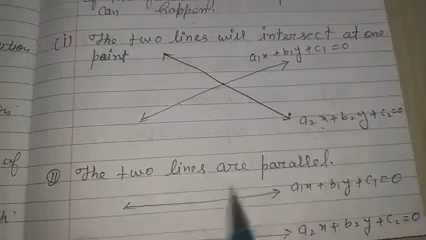 can happen.
(i) The two lines will intersect at one
point
a₁x + b₁y + c₁ = 0
a₂x + b₂y + c₂ = 0
of
(ii) The two lines are parallel.
a₁x + b₁y + c₁ = 0
a₂x + b₂y + c₂ = 0